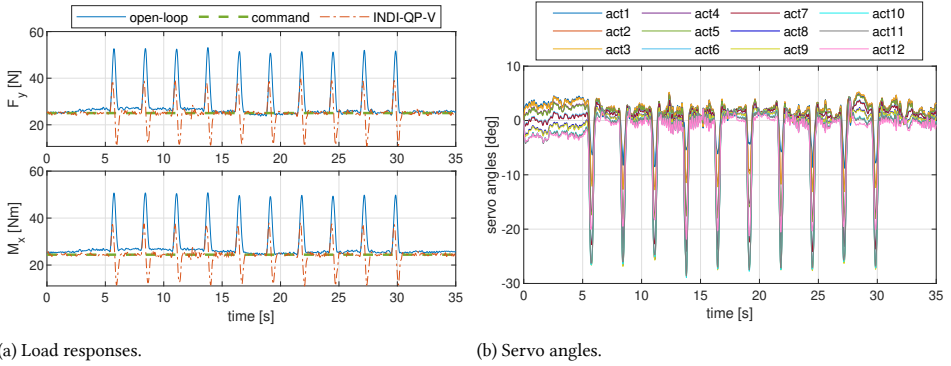 open-loop command INDI-QP-V
60
40
20
F_y [N]
0 5 10 15 20 25 30 35
60
40
20
M_x [Nm]
0 5 10 15 20 25 30 35
time [s]
(a) Load responses.
act1 act4 act7 act10
act2 act5 act8 act11
act3 act6 act9 act12
10
0
-10
-20
-30
servo angles [deg]
0 5 10 15 20 25 30 35
time [s]
(b) Servo angles.